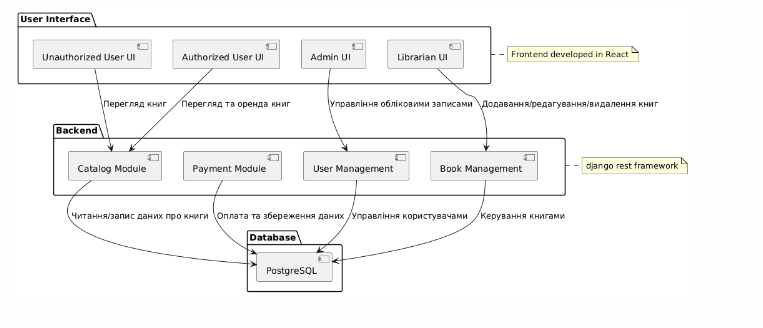 User Interface
Unauthorized User UI
Authorized User UI
Admin UI
Librarian UI
Frontend developed in React
Перегляд книг
Перегляд та оренда книг
Управління обліковими записами
Додавання/редагування/видалення книг
Backend
Catalog Module
Payment Module
User Management
Book Management
django rest framework
Читання/запис даних про книги
Оплата та збереження даних
Управління користувачами
Керування книгами
Database
PostgreSQL